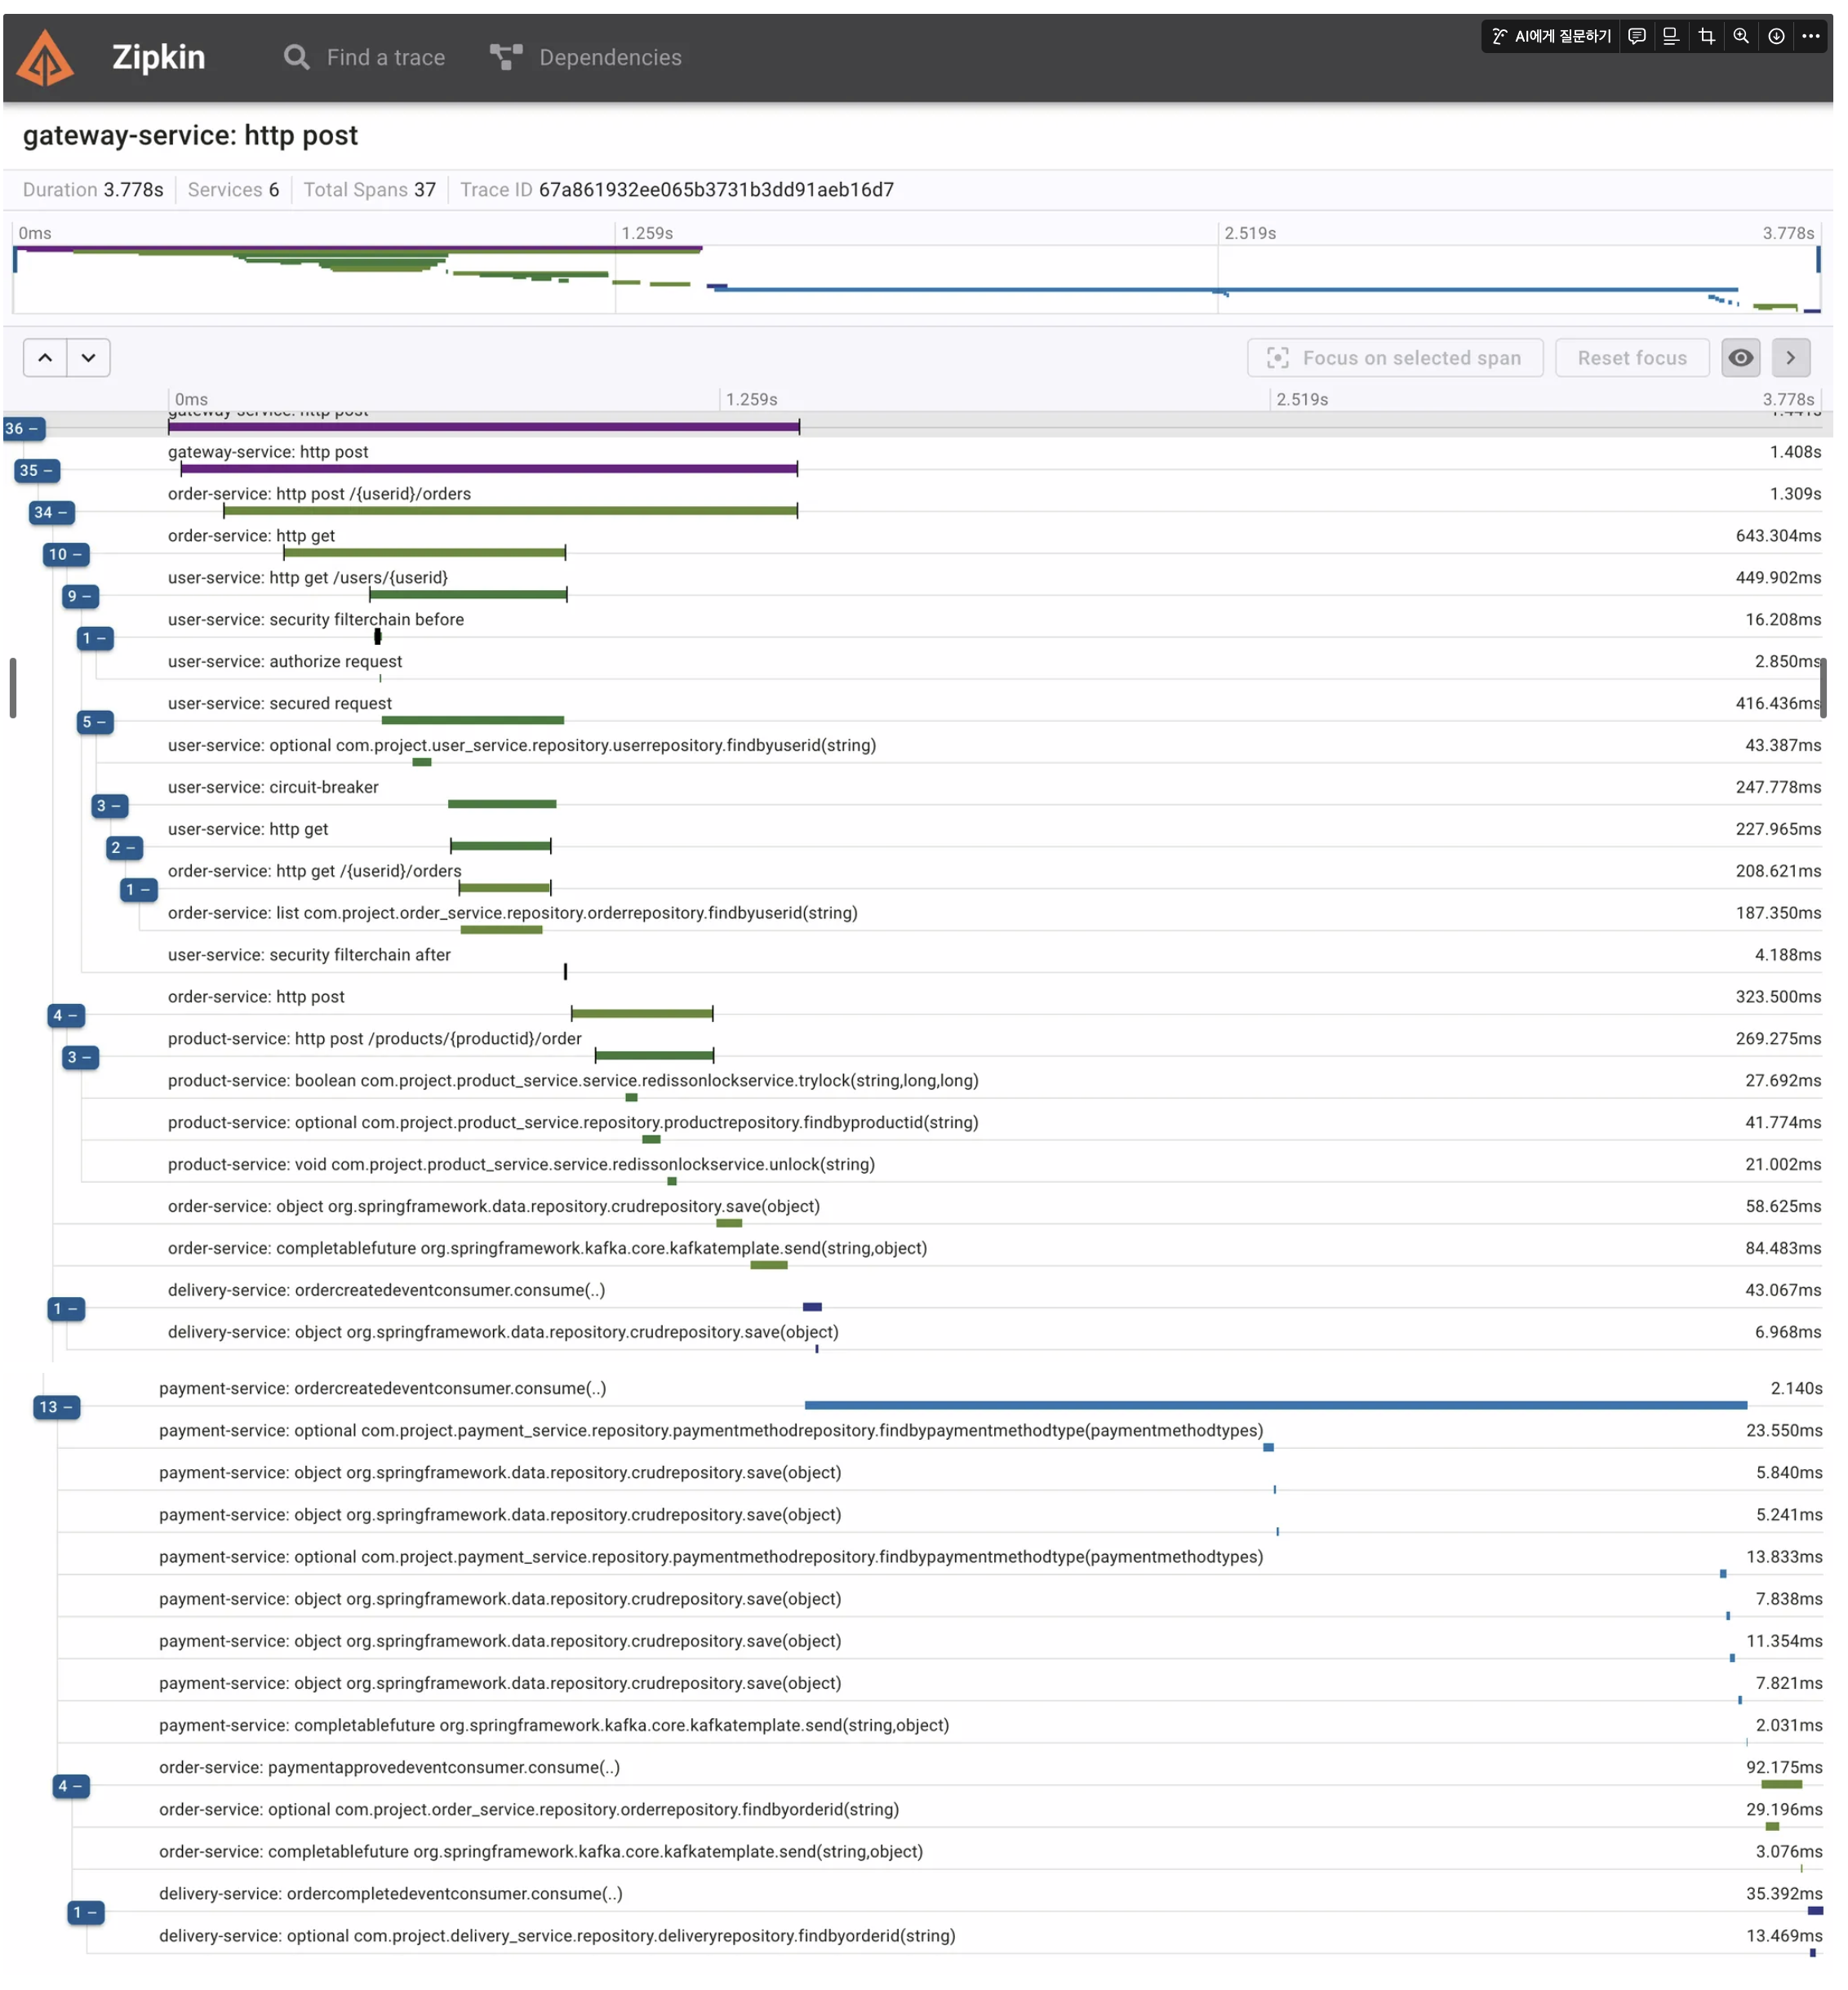 AI에게 질문하기
Zipkin Find a trace Dependencies
gateway-service: http post
Duration 3.778s Services 6 Total Spans 37 Trace ID 67a861932ee065b3731b3dd91aeb16d7
0ms 1.259s 2.519s 3.778s
Focus on selected span Reset focus
0ms 1.259s 2.519s 3.778s
gateway-service: http post 1.441s
36 –
gateway-service: http post 1.408s
35 –
order-service: http post /{userid}/orders 1.309s
34 –
order-service: http get 643.304ms
10 –
user-service: http get /users/{userid} 449.902ms
9 –
user-service: security filterchain before 16.208ms
1 –
user-service: authorize request 2.850ms
user-service: secured request 416.436ms
5 –
user-service: optional com.project.user_service.repository.userrepository.findbyuserid(string) 43.387ms
user-service: circuit-breaker 247.778ms
3 –
user-service: http get 227.965ms
2 –
order-service: http get /{userid}/orders 208.621ms
1 –
order-service: list com.project.order_service.repository.orderrepository.findbyuserid(string) 187.350ms
user-service: security filterchain after 4.188ms
order-service: http post 323.500ms
4 –
product-service: http post /products/{productid}/order 269.275ms
3 –
product-service: boolean com.project.product_service.service.redissonlockservice.trylock(string,long,long) 27.692ms
product-service: optional com.project.product_service.repository.productrepository.findbyproductid(string) 41.774ms
product-service: void com.project.product_service.service.redissonlockservice.unlock(string) 21.002ms
order-service: object org.springframework.data.repository.crudrepository.save(object) 58.625ms
order-service: completablefuture org.springframework.kafka.core.kafkatemplate.send(string,object) 84.483ms
delivery-service: ordercreatedeventconsumer.consume(..) 43.067ms
1 –
delivery-service: object org.springframework.data.repository.crudrepository.save(object) 6.968ms
payment-service: ordercreatedeventconsumer.consume(..) 2.140s
13 –
payment-service: optional com.project.payment_service.repository.paymentmethodrepository.findbypaymentmethodtype(paymentmethodtypes) 23.550ms
payment-service: object org.springframework.data.repository.crudrepository.save(object) 5.840ms
payment-service: object org.springframework.data.repository.crudrepository.save(object) 5.241ms
payment-service: optional com.project.payment_service.repository.paymentmethodrepository.findbypaymentmethodtype(paymentmethodtypes) 13.833ms
payment-service: object org.springframework.data.repository.crudrepository.save(object) 7.838ms
payment-service: object org.springframework.data.repository.crudrepository.save(object) 11.354ms
payment-service: object org.springframework.data.repository.crudrepository.save(object) 7.821ms
payment-service: completablefuture org.springframework.kafka.core.kafkatemplate.send(string,object) 2.031ms
order-service: paymentapprovedeventconsumer.consume(..) 92.175ms
4 –
order-service: optional com.project.order_service.repository.orderrepository.findbyorderid(string) 29.196ms
order-service: completablefuture org.springframework.kafka.core.kafkatemplate.send(string,object) 3.076ms
delivery-service: ordercompletedeventconsumer.consume(..) 35.392ms
1 –
delivery-service: optional com.project.delivery_service.repository.deliveryrepository.findbyorderid(string) 13.469ms